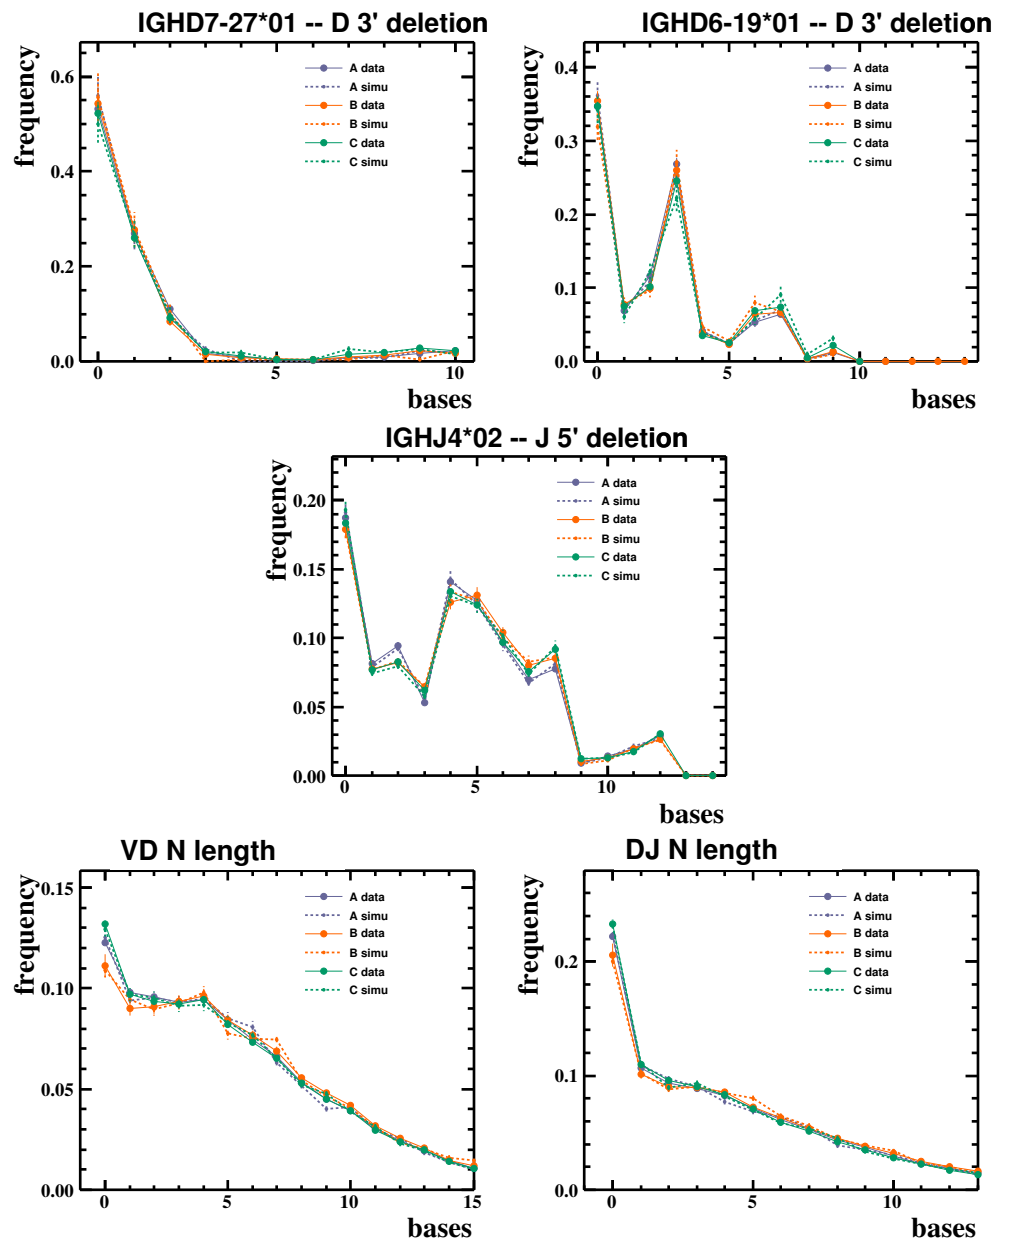 IGHD7-27*01 -- D 3' deletion
frequency
0.6
0.4
0.2
0.0
0
5
10
bases
A data
A simu
B data
B simu
C data
C simu
IGHD6-19*01 -- D 3' deletion
frequency
0.4
0.3
0.2
0.1
0.0
0
5
10
bases
A data
A simu
B data
B simu
C data
C simu
IGHJ4*02 -- J 5' deletion
frequency
0.20
0.15
0.10
0.05
0.00
0
5
10
bases
A data
A simu
B data
B simu
C data
C simu
VD N length
frequency
0.15
0.10
0.05
0.00
0
5
10
15
bases
A data
A simu
B data
B simu
C data
C simu
DJ N length
frequency
0.2
0.1
0.0
0
5
10
bases
A data
A simu
B data
B simu
C data
C simu